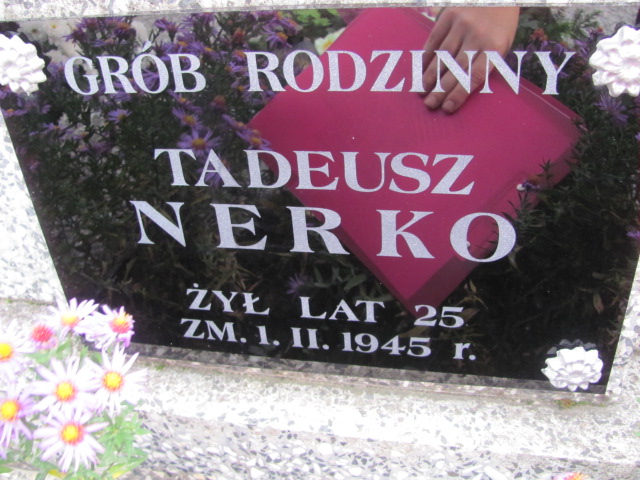 GRÓB RODZINNY
TADEUSZ
NERKO
ŻYŁ LAT 25
ZM. 1. II. 1945 r.